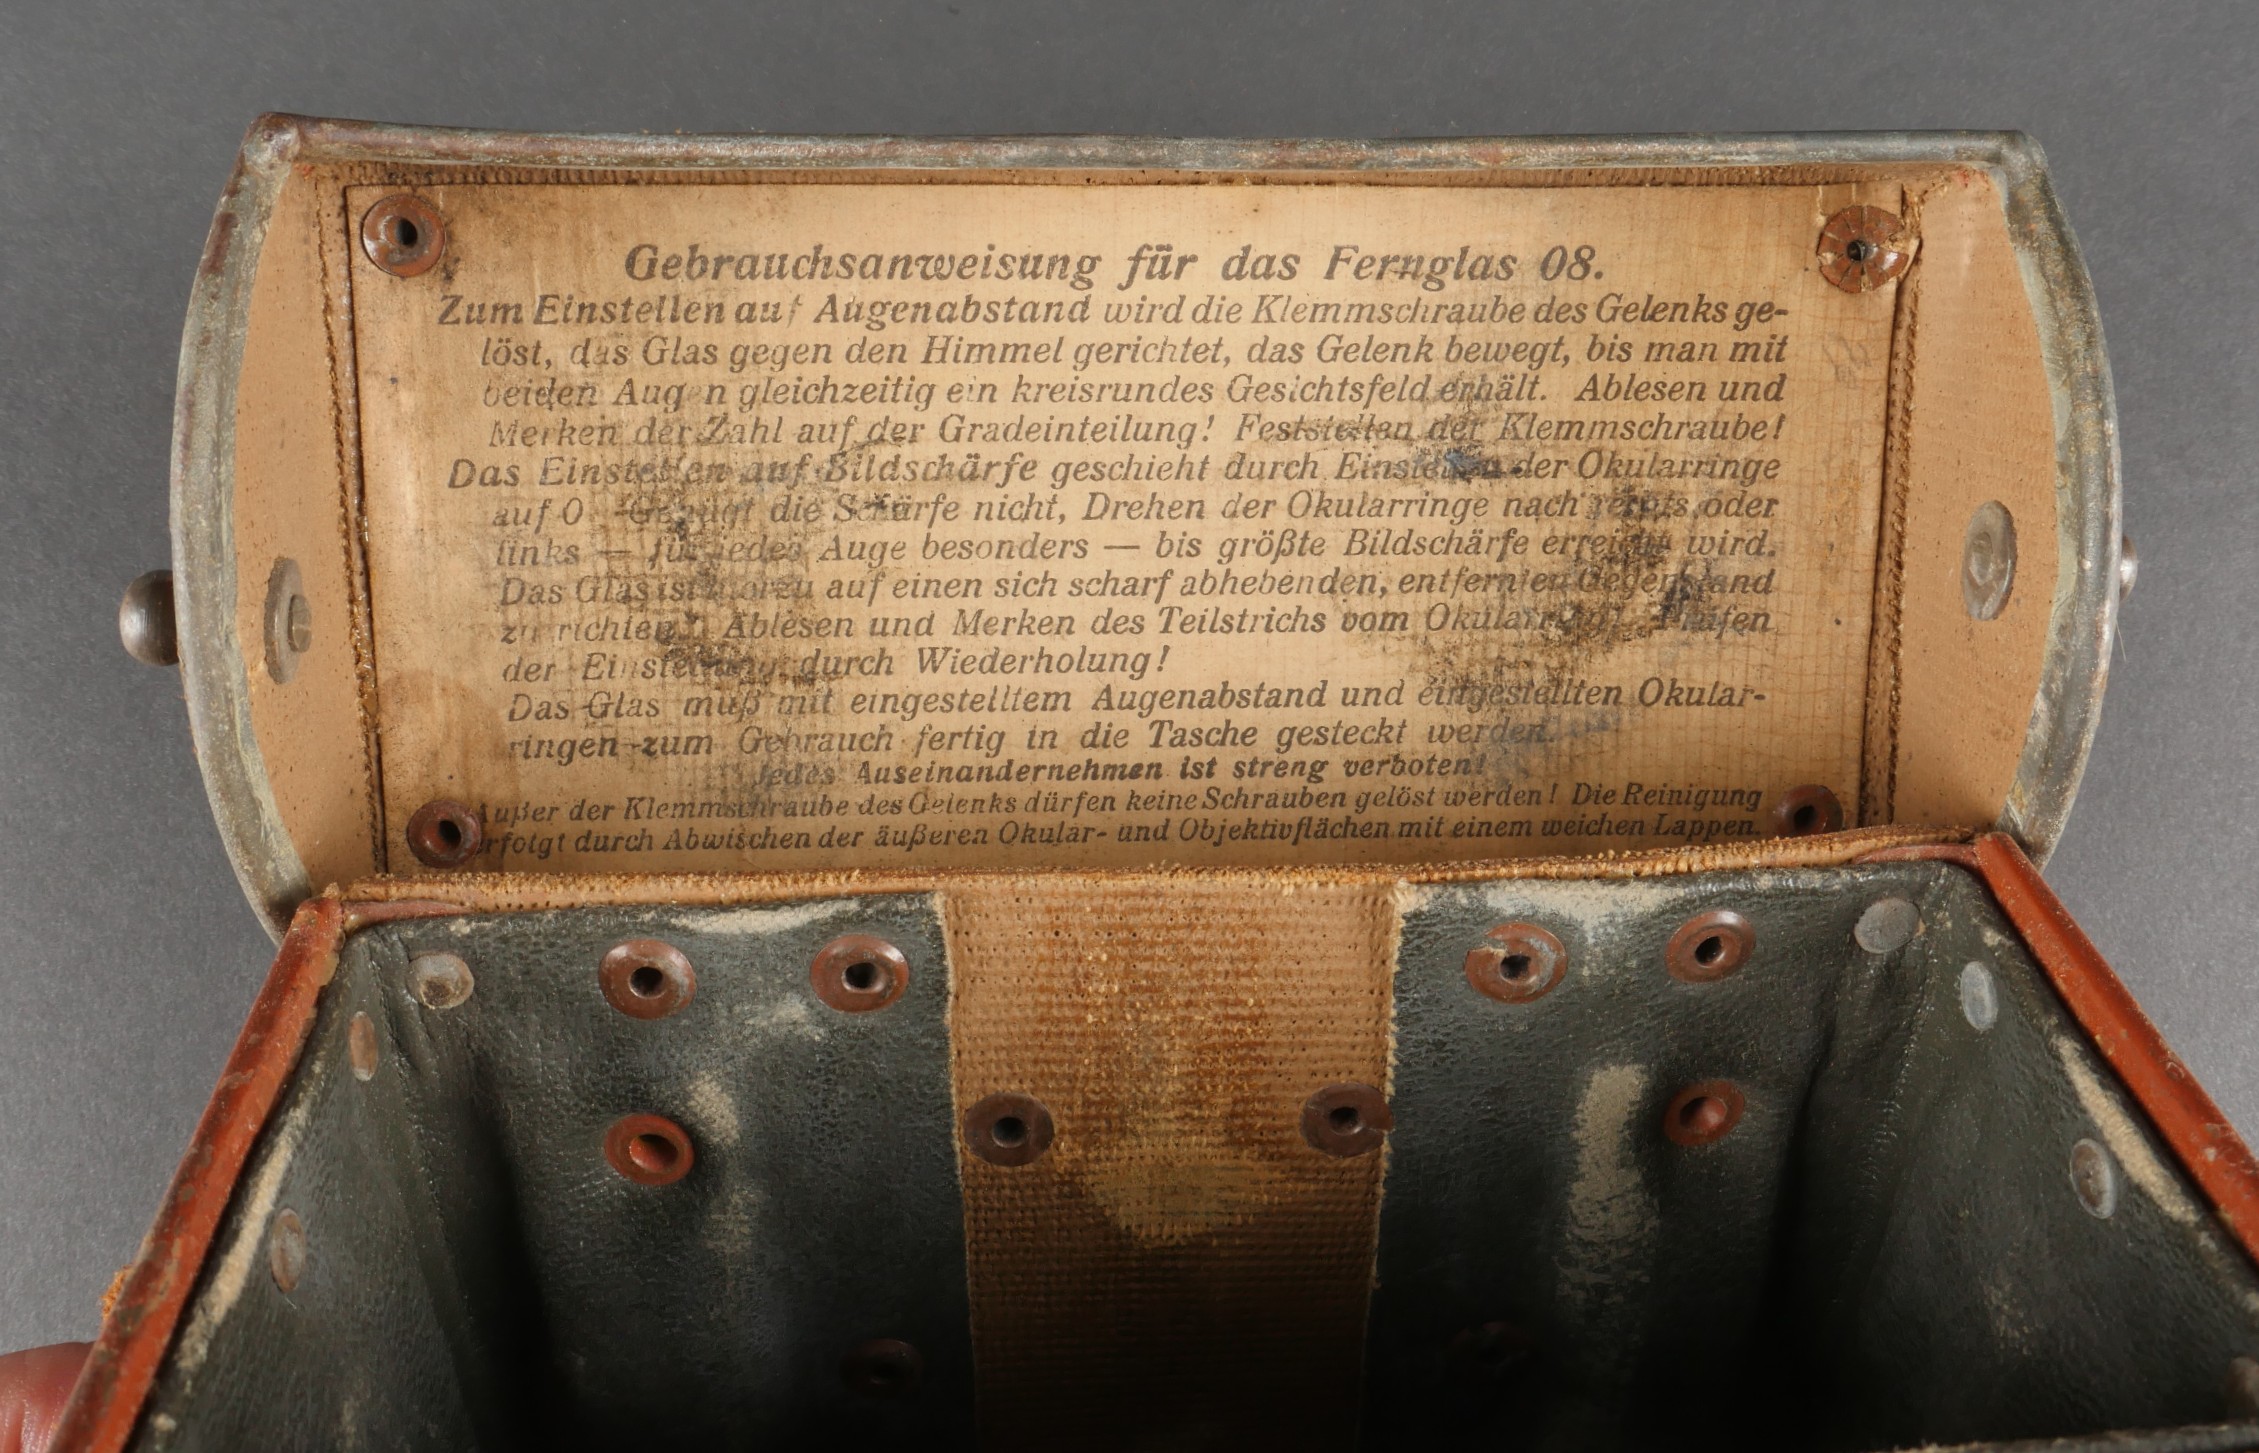 Gebrauchsanweisung für das Fernglas 08.
Zum Einstellen auf Augenabstand wird die Klemmschraube des Gelenks ge-
löst, das Glas gegen den Himmel gerichtet, das Gelenk bewegt, bis man mit
beiden Augen gleichzeitig ein kreisrundes Gesichtsfeld erhält. Ablesen und
Merken der Zahl auf der Gradeinteilung! Feststellen der Klemmschraube!
Das Einstellen auf Bildschärfe geschieht durch Einstellen der Okularringe
auf 0. Genügt die Schärfe nicht, Drehen der Okularringe nach rechts oder
links — für jedes Auge besonders — bis größte Bildschärfe erreicht wird.
Das Glas ist hierzu auf einen sich scharf abhebenden, entfernten Gegenstand
zu richten. Ablesen und Merken des Teilstrichs vom Okularring! Prüfen
der Einstellung durch Wiederholung!
Das Glas muß mit eingestelltem Augenabstand und eingestellten Okular-
ringen zum Gebrauch fertig in die Tasche gesteckt werden.
Jedes Auseinandernehmen ist streng verboten!
Außer der Klemmschraube des Gelenks dürfen keine Schrauben gelöst werden! Die Reinigung
erfolgt durch Abwischen der äußeren Okular- und Objektivflächen mit einem weichen Lappen.